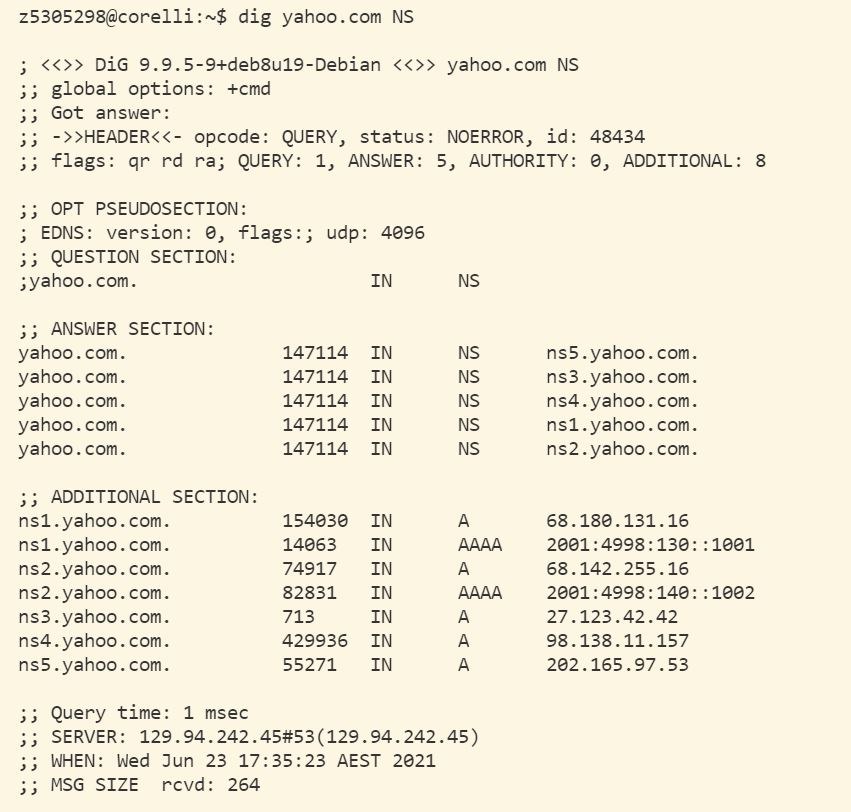 z5305298@corelli:~$ dig yahoo.com NS

; <<>> DiG 9.9.5-9+deb8u19-Debian <<>> yahoo.com NS
;; global options: +cmd
;; Got answer:
;; ->>HEADER<<- opcode: QUERY, status: NOERROR, id: 48434
;; flags: qr rd ra; QUERY: 1, ANSWER: 5, AUTHORITY: 0, ADDITIONAL: 8

;; OPT PSEUDOSECTION:
; EDNS: version: 0, flags:; udp: 4096
;; QUESTION SECTION:
;yahoo.com. IN NS

;; ANSWER SECTION:
yahoo.com. 147114 IN NS ns5.yahoo.com.
yahoo.com. 147114 IN NS ns3.yahoo.com.
yahoo.com. 147114 IN NS ns4.yahoo.com.
yahoo.com. 147114 IN NS ns1.yahoo.com.
yahoo.com. 147114 IN NS ns2.yahoo.com.

;; ADDITIONAL SECTION:
ns1.yahoo.com. 154030 IN A 68.180.131.16
ns1.yahoo.com. 14063 IN AAAA 2001:4998:130::1001
ns2.yahoo.com. 74917 IN A 68.142.255.16
ns2.yahoo.com. 82831 IN AAAA 2001:4998:140::1002
ns3.yahoo.com. 713 IN A 27.123.42.42
ns4.yahoo.com. 429936 IN A 98.138.11.157
ns5.yahoo.com. 55271 IN A 202.165.97.53

;; Query time: 1 msec
;; SERVER: 129.94.242.45#53(129.94.242.45)
;; WHEN: Wed Jun 23 17:35:23 AEST 2021
;; MSG SIZE rcvd: 264